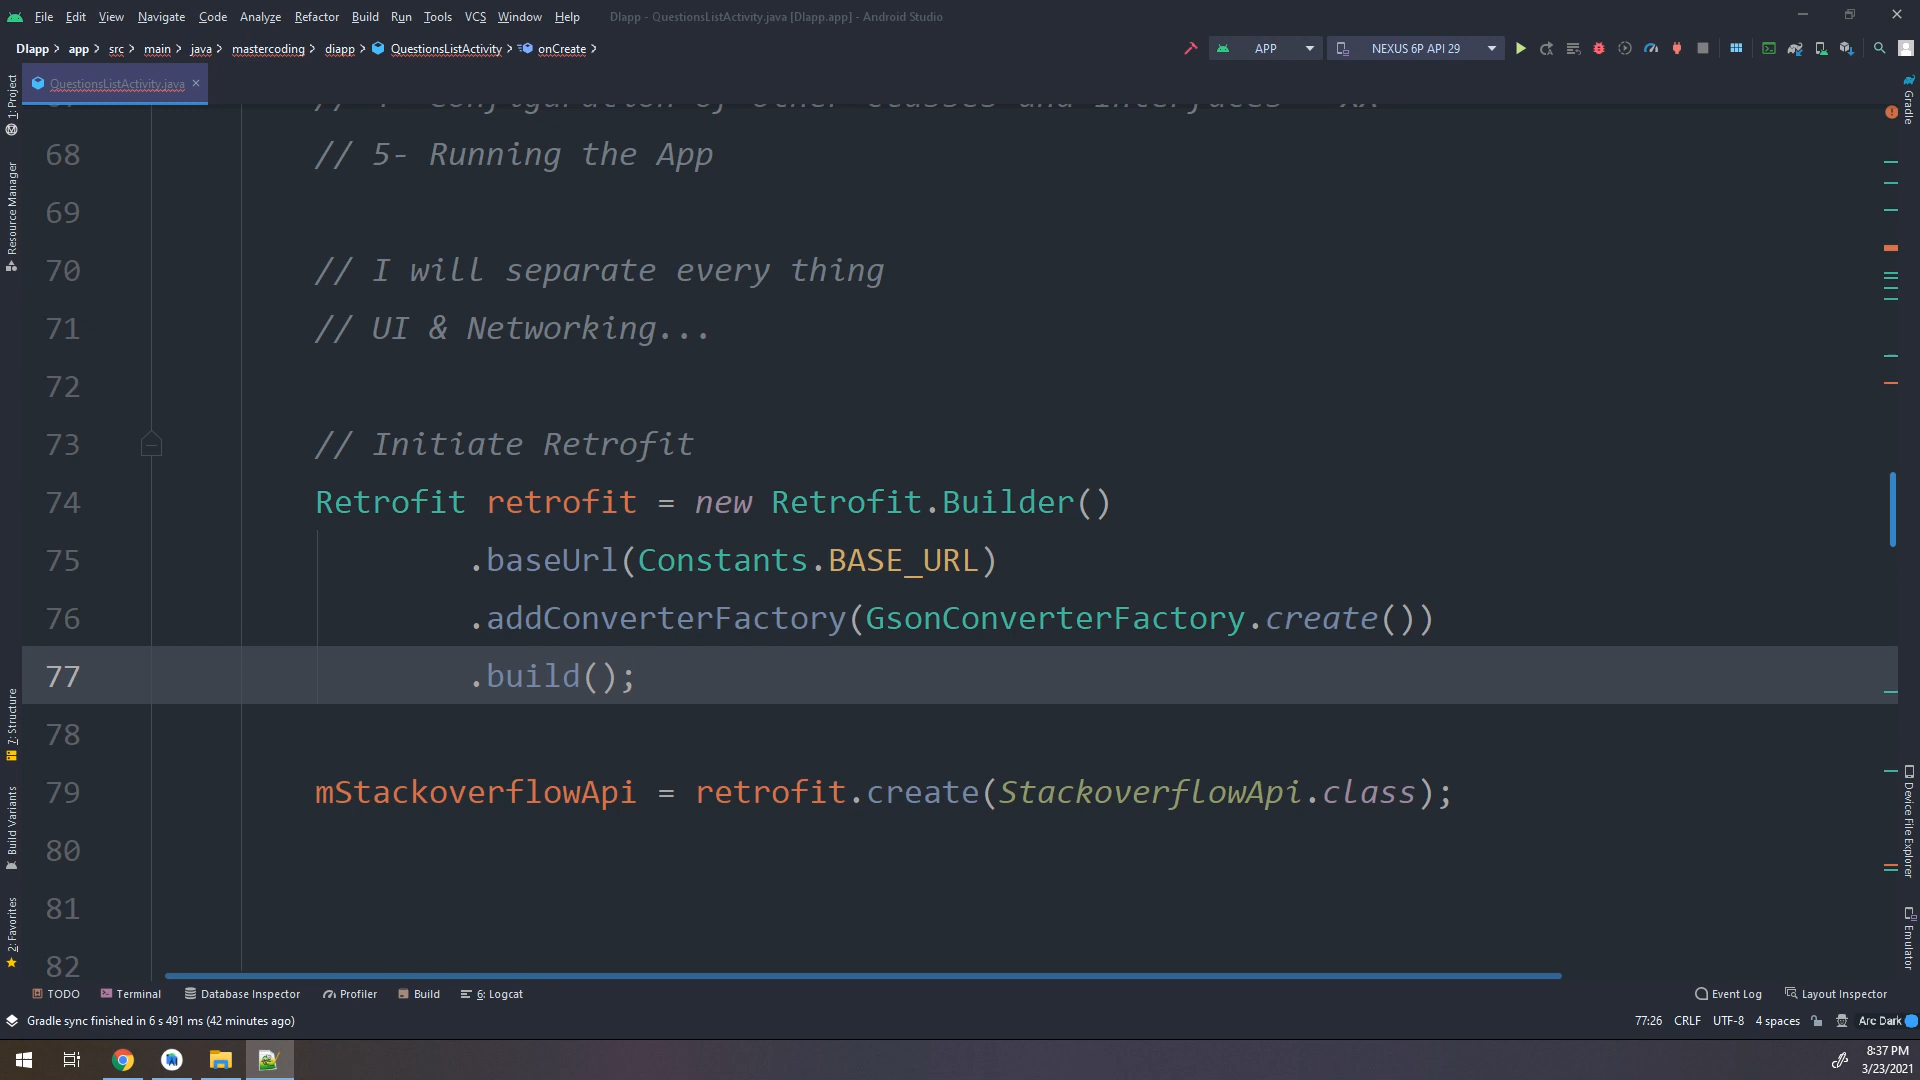 File Edit View Navigate Code Analyze Refactor Build Run Tools VCS Window Help DIapp - QuestionsListActivity.java [DIapp.app] - Android Studio
DIapp app src main java mastercoding diapp QuestionsListActivity onCreate APP NEXUS 6P API 29
QuestionsListActivity.java
68 // 5- Running the App
69
70 // I will separate every thing
71 // UI & Networking...
72
73 // Initiate Retrofit
74 Retrofit retrofit = new Retrofit.Builder()
75 .baseUrl(Constants.BASE_URL)
76 .addConverterFactory(GsonConverterFactory.create())
77 .build();
78
79 mStackoverflowApi = retrofit.create(StackoverflowApi.class);
80
81
82
1: Project
Resource Manager
7: Structure
Build Variants
2: Favorites
Gradle
Device File Explorer
Emulator
TODO Terminal Database Inspector Profiler Build 6: Logcat Event Log Layout Inspector
Gradle sync finished in 6 s 491 ms (42 minutes ago) 77:26 CRLF UTF-8 4 spaces Arc Dark
8:37 PM
3/23/2021